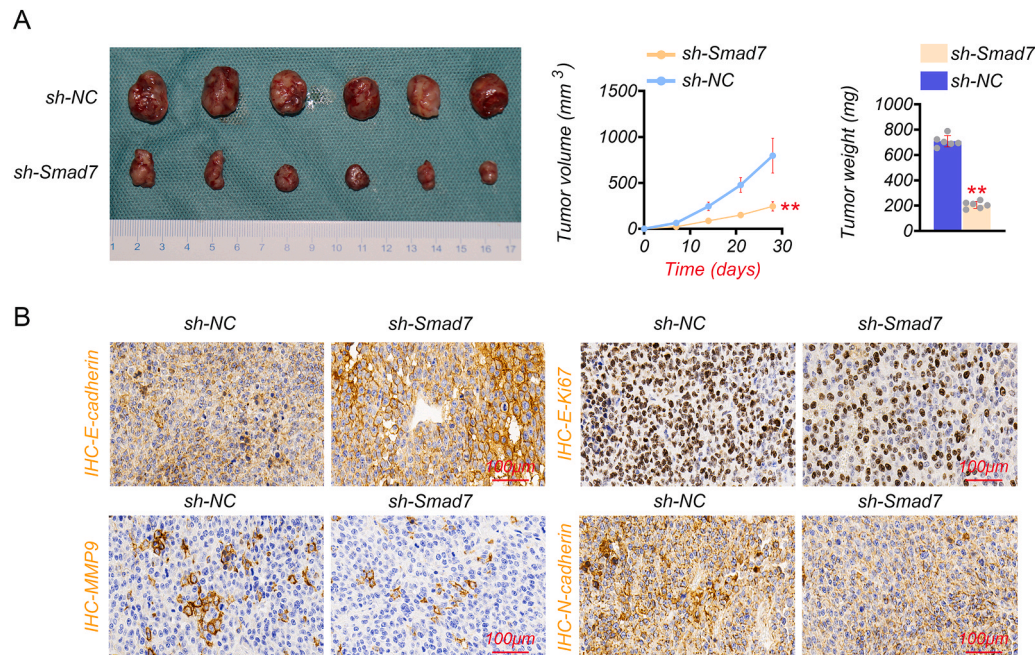 A
sh-NC
sh-Smad7
1 2 3 4 5 6 7 8 9 10 11 12 13 14 15 16 17
sh-Smad7
sh-NC
Tumor volume (mm 3)
1000
500
0
0 10 20 30
**
Time (days)
sh-Smad7
sh-NC
Tumor weight (mg)
1000
800
600
400
200
0
**
B
sh-NC sh-Smad7 sh-NC sh-Smad7
IHC-E-cadherin
100μm
IHC-E-Ki67
100μm
sh-NC sh-Smad7 sh-NC sh-Smad7
IHC-MMP9
100μm
IHC-N-cadherin
100μm